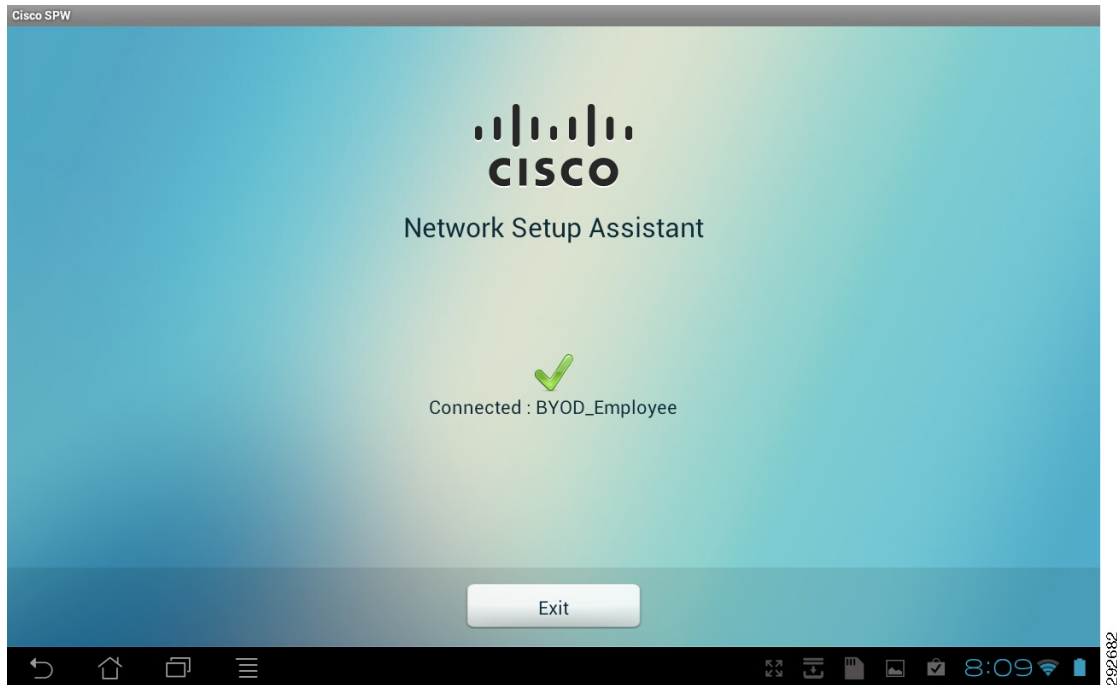 Cisco SPW
CISCO
Network Setup Assistant
Connected : BYOD_Employee
Exit
8:09
292682